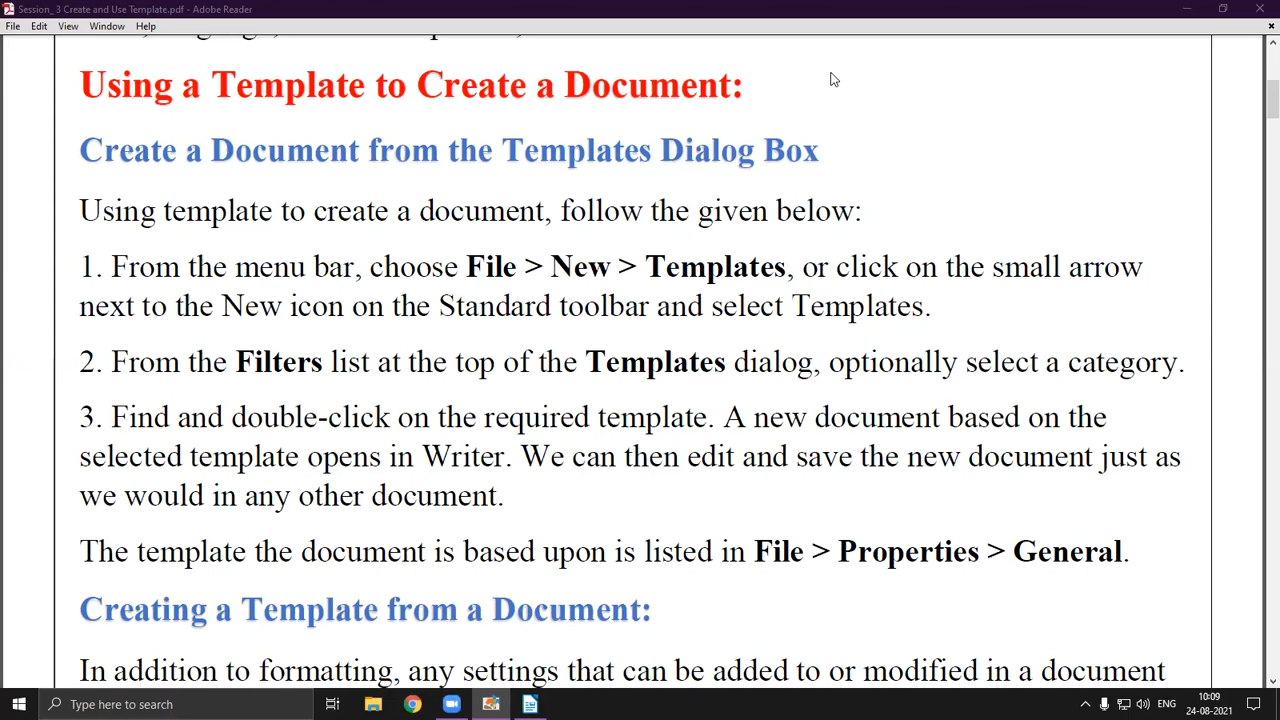 Session_ 3 Create and Use Template.pdf - Adobe Reader
File Edit View Window Help
Using a Template to Create a Document:
Create a Document from the Templates Dialog Box
Using template to create a document, follow the given below:
1. From the menu bar, choose File > New > Templates, or click on the small arrow
next to the New icon on the Standard toolbar and select Templates.
2. From the Filters list at the top of the Templates dialog, optionally select a category.
3. Find and double-click on the required template. A new document based on the
selected template opens in Writer. We can then edit and save the new document just as
we would in any other document.
The template the document is based upon is listed in File > Properties > General.
Creating a Template from a Document:
In addition to formatting, any settings that can be added to or modified in a document
Type here to search
ENG
10:09
24-08-2021